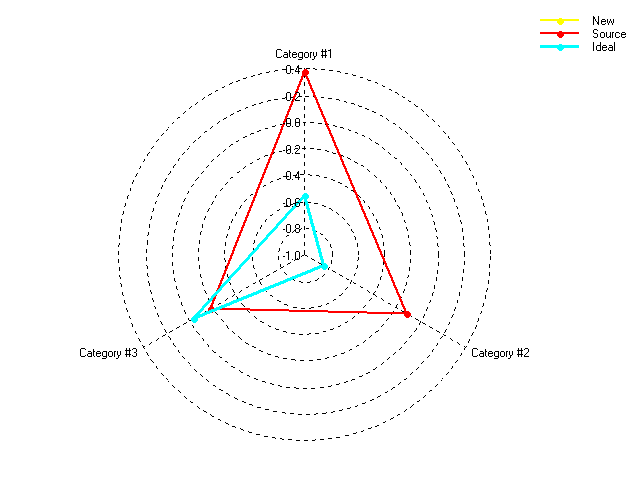 New
Source
Ideal
Category #1
0.4
0.2
0.0
-0.2
-0.4
-0.6
-0.8
-1.0
Category #3
Category #2